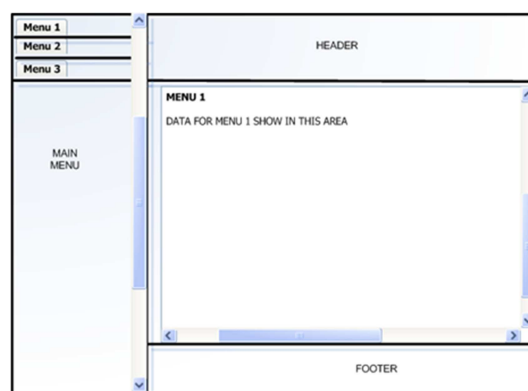 Menu 1
Menu 2
Menu 3
MAIN
MENU
HEADER
MENU 1
DATA FOR MENU 1 SHOW IN THIS AREA
FOOTER